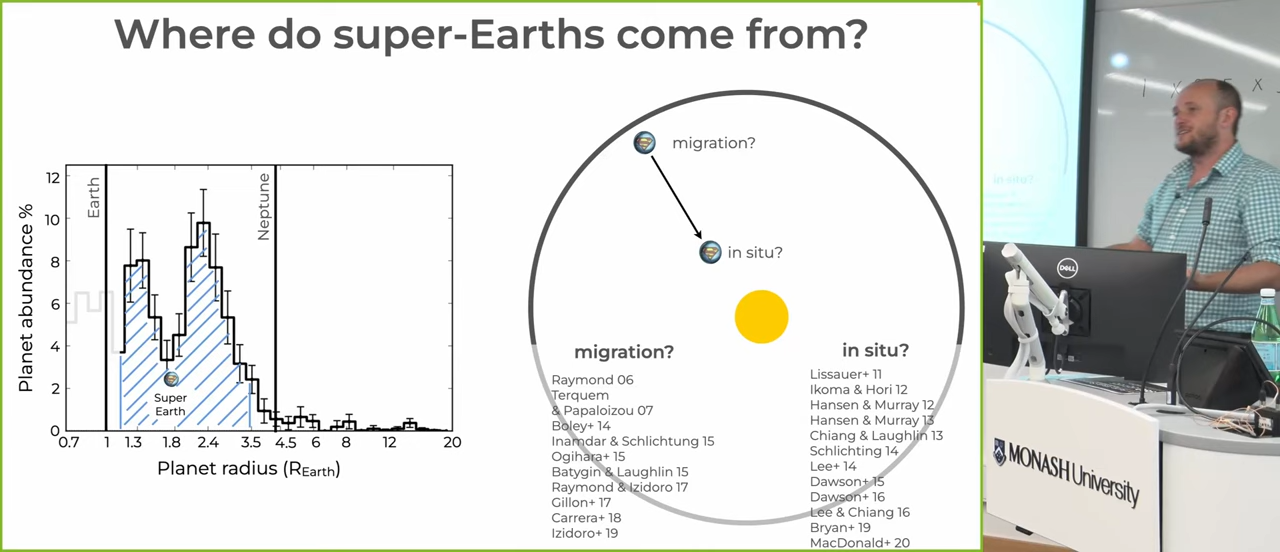 Where do super-Earths come from?
12
10
8
6
4
2
0
Planet abundance %
Earth
Neptune
Super
Earth
0.7 1 1.3 1.8 2.4 3.5 4.5 6 8 12 20
Planet radius (REarth)
migration?
in situ?
migration?
Raymond 06
Terquem
& Papaloizou 07
Boley+ 14
Inamdar & Schlichtung 15
Ogihara+ 15
Batygin & Laughlin 15
Raymond & Izidoro 17
Gillon+ 17
Carrera+ 18
Izidoro+ 19
in situ?
Lissauer+ 11
Ikoma & Hori 12
Hansen & Murray 12
Hansen & Murray 13
Chiang & Laughlin 13
Schlichting 14
Lee+ 14
Dawson+ 15
Dawson+ 16
Lee & Chiang 16
Bryan+ 19
MacDonald+ 20
in-situ?
DELL
MONASH University